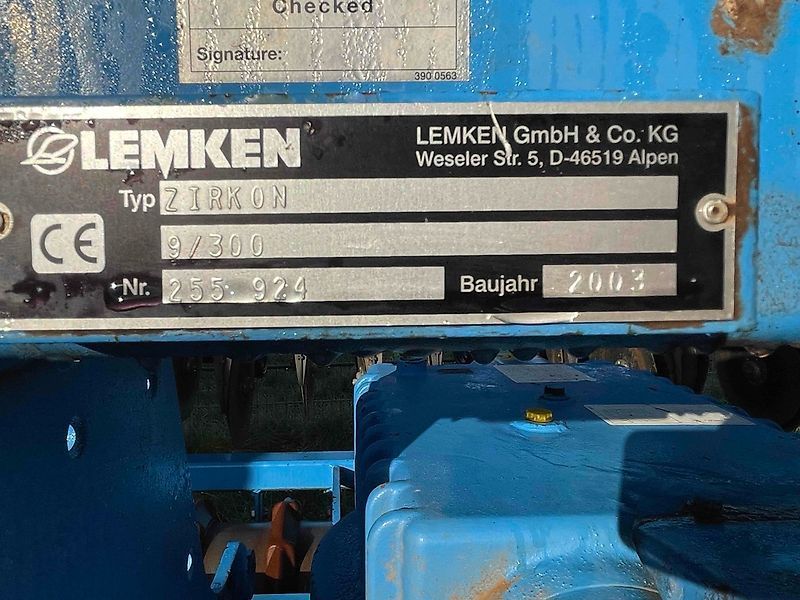 Checked
Signature:
390 0563
LEMKEN
LEMKEN GmbH & Co. KG
Weseler Str. 5, D-46519 Alpen
Typ ZIRKON
CE
9/300
Nr. 255 924 Baujahr 2003